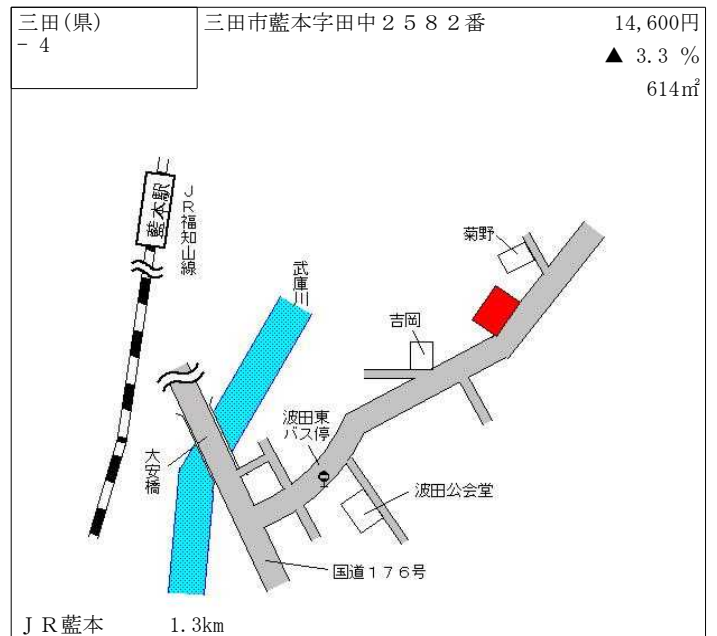 三田(県)
－4
三田市藍本字田中２５８２番
14,600円
▲ 3.3 %
614㎡
藍本駅
ＪＲ福知山線
武庫川
菊野
吉岡
波田東
バス停
大安橋
波田公会堂
国道１７６号
ＪＲ藍本 1.3km